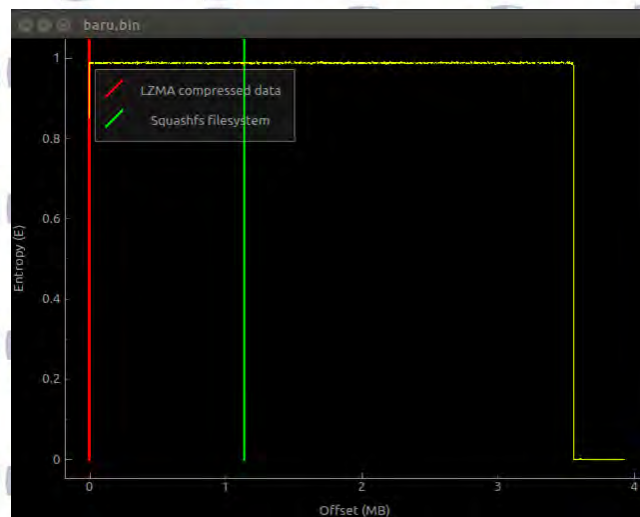 baru.bin
1
LZMA compressed data
Squashfs filesystem
0.8
0.6
Entropy (E)
0.4
0.2
0
0
1
2
3
4
Offset (MB)